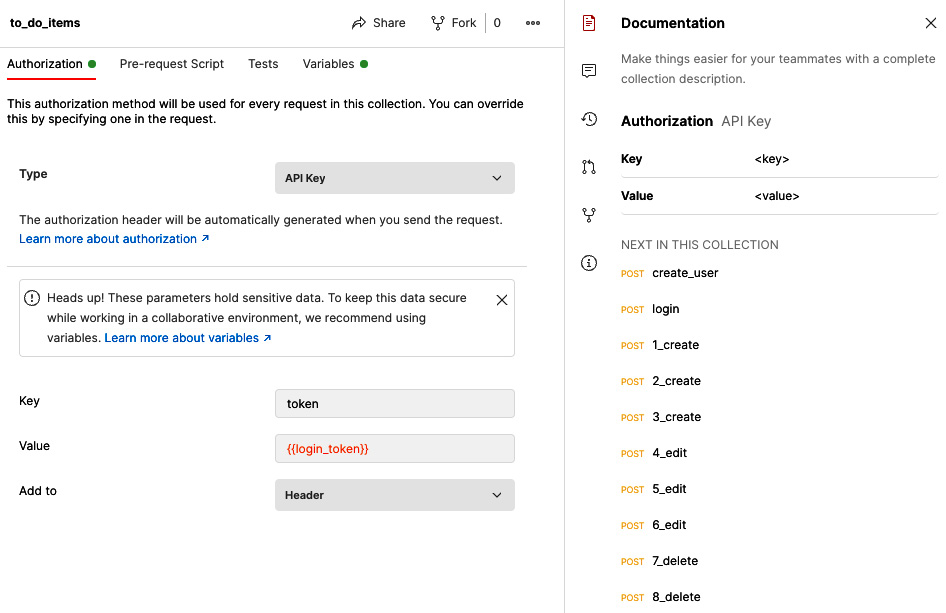 to_do_items
Share
Fork
0
Authorization
Pre-request Script
Tests
Variables
This authorization method will be used for every request in this collection. You can override
this by specifying one in the request.
Type
API Key
The authorization header will be automatically generated when you send the request.
Learn more about authorization ↗
Heads up! These parameters hold sensitive data. To keep this data secure
while working in a collaborative environment, we recommend using
variables. Learn more about variables ↗
Key
token
Value
{{login_token}}
Add to
Header
Documentation
Make things easier for your teammates with a complete
collection description.
Authorization API Key
Key <key>
Value <value>
NEXT IN THIS COLLECTION
POST create_user
POST login
POST 1_create
POST 2_create
POST 3_create
POST 4_edit
POST 5_edit
POST 6_edit
POST 7_delete
POST 8_delete